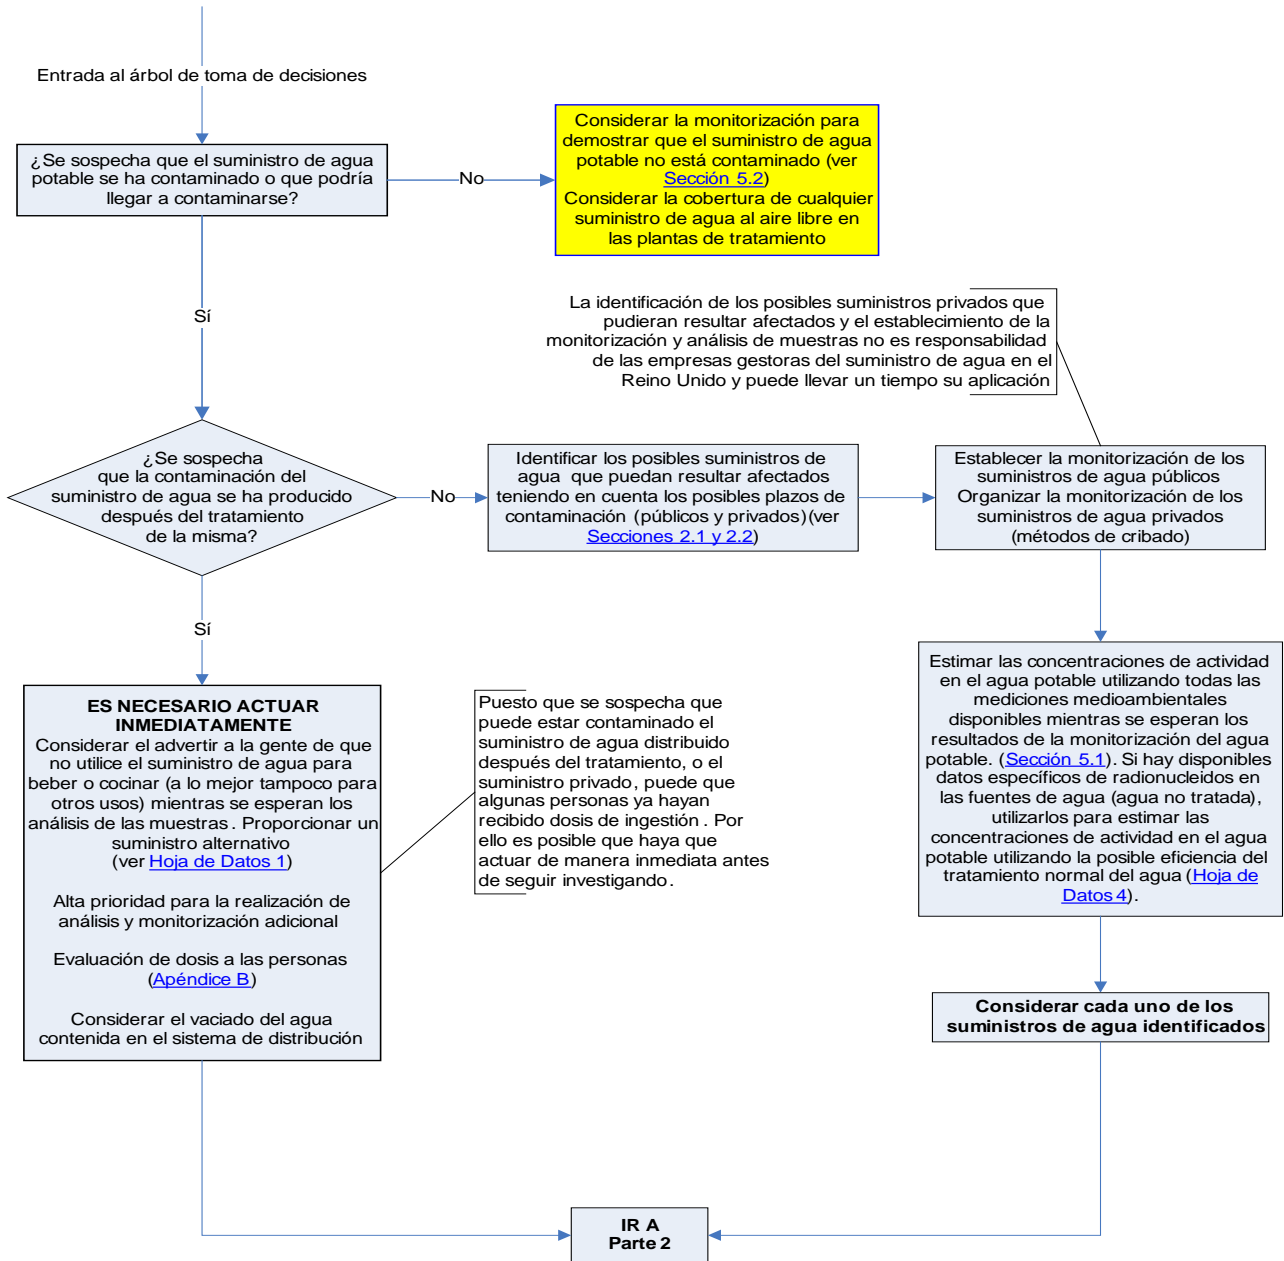 Entrada al árbol de toma de decisiones
¿Se sospecha que el suministro de agua
potable se ha contaminado o que podría
llegar a contaminarse?
No
Considerar la monitorización para
demostrar que el suministro de agua
potable no está contaminado (ver
Sección 5.2)
Considerar la cobertura de cualquier
suministro de agua al aire libre en
las plantas de tratamiento
Sí
La identificación de los posibles suministros privados que
pudieran resultar afectados y el establecimiento de la
monitorización y análisis de muestras no es responsabilidad
de las empresas gestoras del suministro de agua en el
Reino Unido y puede llevar un tiempo su aplicación
¿Se sospecha
que la contaminación del
suministro de agua se ha producido
después del tratamiento
de la misma?
No
Identificar los posibles suministros de
agua que puedan resultar afectados
teniendo en cuenta los posibles plazos de
contaminación (públicos y privados)(ver
Secciones 2.1 y 2.2)
Establecer la monitorización de los
suministros de agua públicos
Organizar la monitorización de los
suministros de agua privados
(métodos de cribado)
Sí
ES NECESARIO ACTUAR
INMEDIATAMENTE
Considerar el advertir a la gente de que
no utilice el suministro de agua para
beber o cocinar (a lo mejor tampoco para
otros usos) mientras se esperan los
análisis de las muestras. Proporcionar un
suministro alternativo
(ver Hoja de Datos 1)
Alta prioridad para la realización de
análisis y monitorización adicional
Evaluación de dosis a las personas
(Apéndice B)
Considerar el vaciado del agua
contenida en el sistema de distribución
Puesto que se sospecha que
puede estar contaminado el
suministro de agua distribuido
después del tratamiento, o el
suministro privado, puede que
algunas personas ya hayan
recibido dosis de ingestión. Por
ello es posible que haya que
actuar de manera inmediata antes
de seguir investigando.
Estimar las concentraciones de actividad
en el agua potable utilizando todas las
mediciones medioambientales
disponibles mientras se esperan los
resultados de la monitorización del agua
potable. (Sección 5.1). Si hay disponibles
datos específicos de radionucleidos en
las fuentes de agua (agua no tratada),
utilizarlos para estimar las
concentraciones de actividad en el agua
potable utilizando la posible eficiencia del
tratamiento normal del agua (Hoja de
Datos 4).
Considerar cada uno de los
suministros de agua identificados
IR A
Parte 2